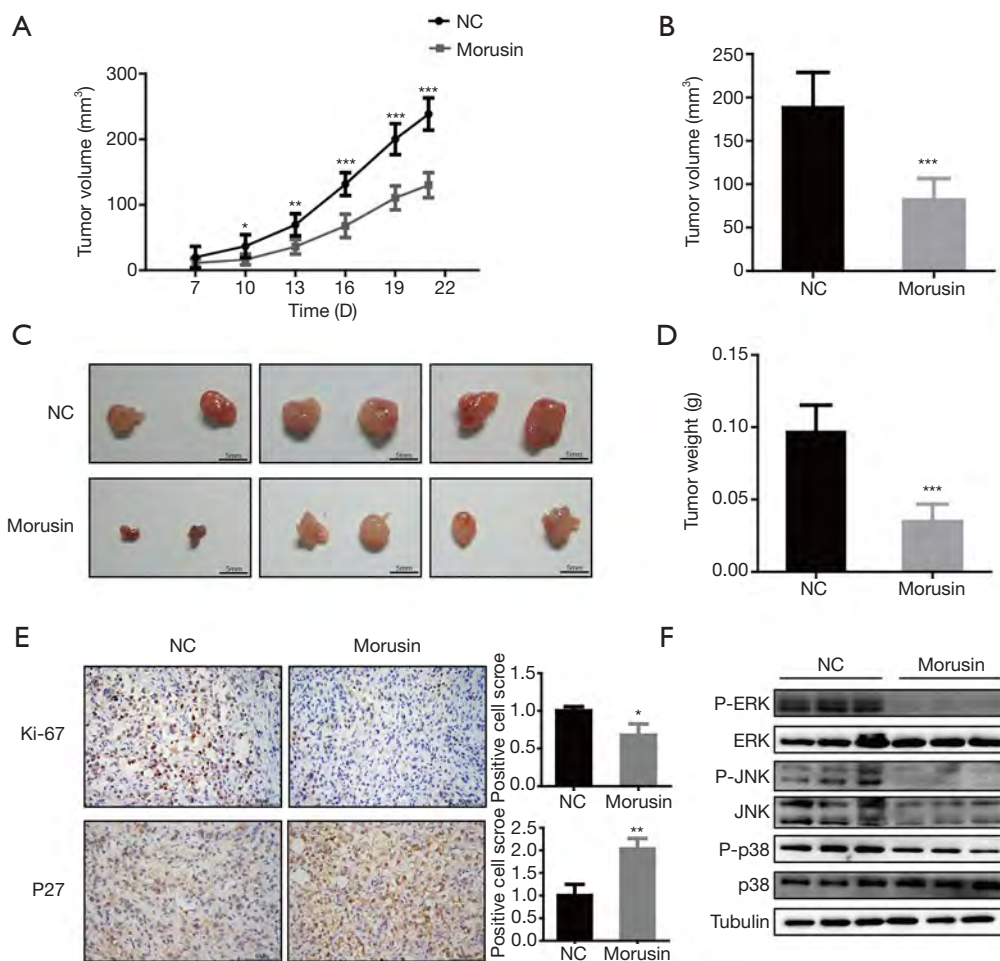 A
NC
Morusin
Tumor volume (mm³)
300
200
100
0
*
**
***
***
***
7 10 13 16 19 22
Time (D)
B
Tumor volume (mm³)
250
200
150
100
50
0
***
NC Morusin
C
NC
5mm 5mm 5mm
Morusin
5mm 5mm 5mm
D
Tumor weight (g)
0.15
0.10
0.05
0.00
***
NC Morusin
E
NC Morusin
Ki-67
Positive cell scroe
1.5
1.0
0.5
0.0
*
NC Morusin
P27
Positive cell scroe
2.5
2.0
1.5
1.0
0.5
0.0
**
NC Morusin
F
NC Morusin
P-ERK
ERK
P-JNK
JNK
P-p38
p38
Tubulin